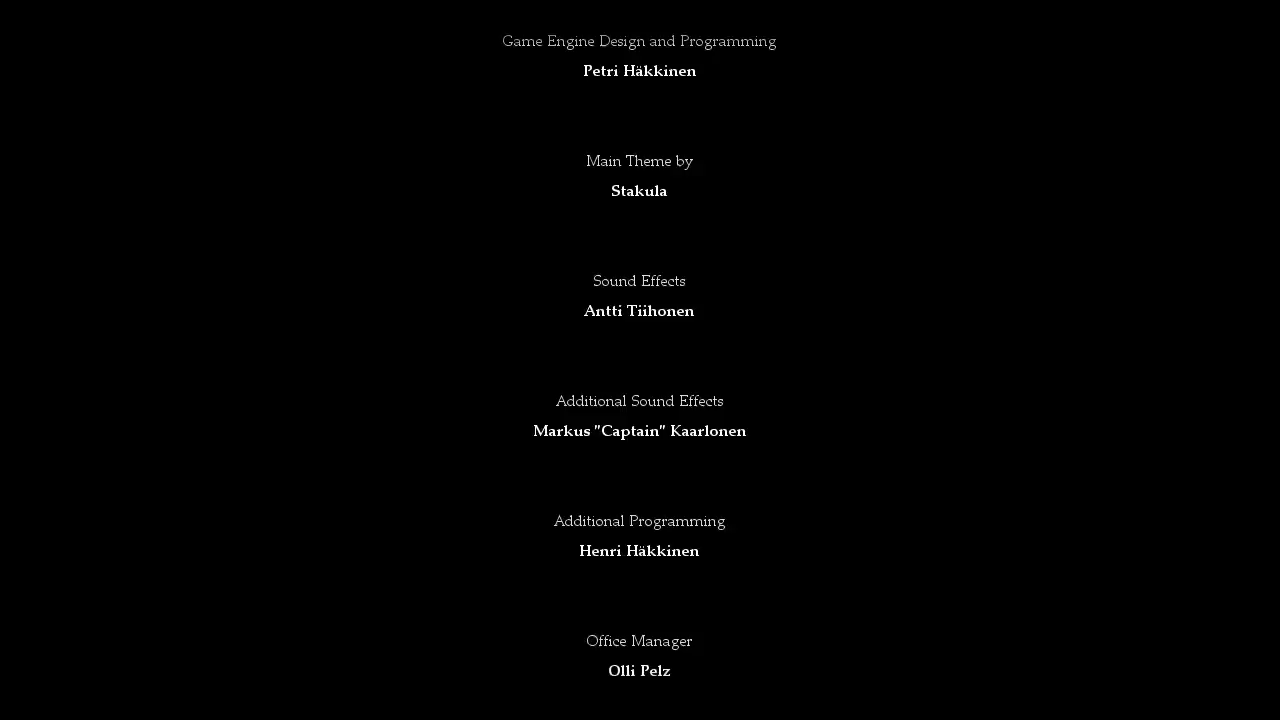 Game Engine Design and Programming
Petri Häkkinen
Main Theme by
Stakula
Sound Effects
Antti Tiihonen
Additional Sound Effects
Markus "Captain" Kaarlonen
Additional Programming
Henri Häkkinen
Office Manager
Olli Pelz